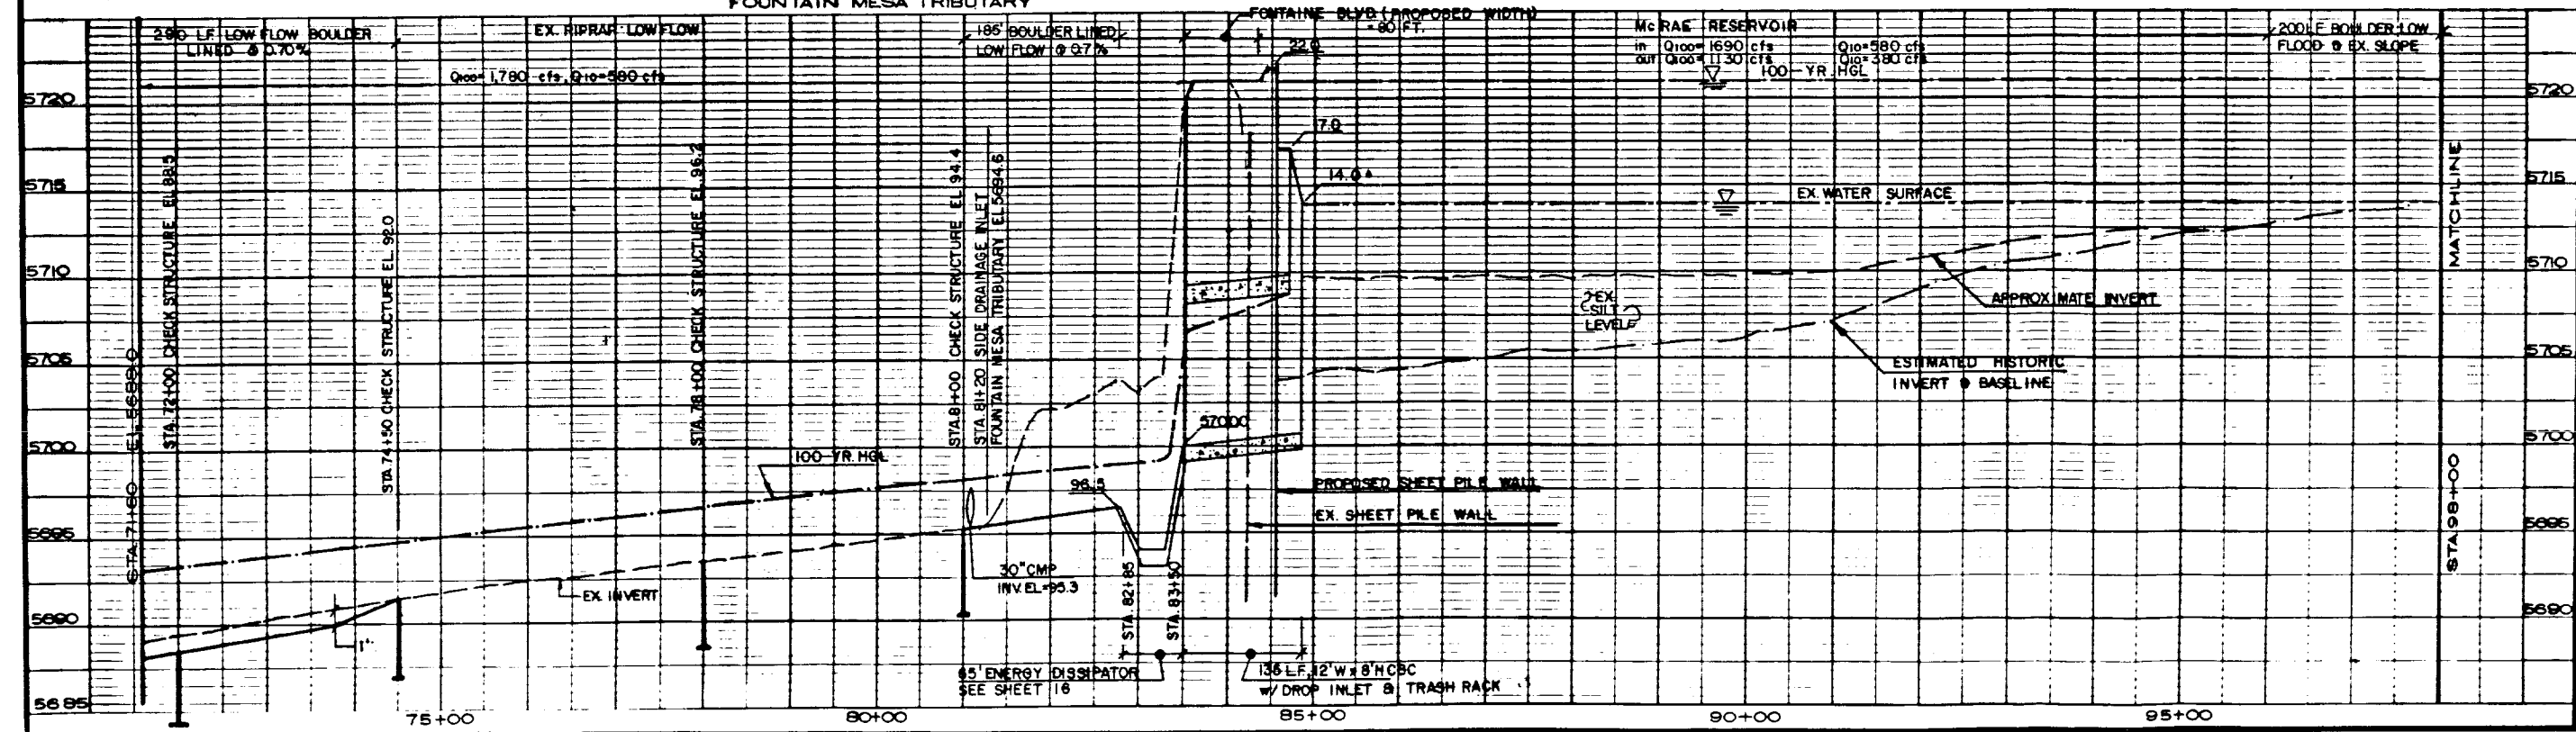 FOUNTAIN MESA TRIBUTARY
290 LF LOW FLOW BOULDER
LINED @ 0.70%
EX. RIPRAP LOW FLOW
Q100= 1,780 cfs, Q10=580 cfs
185' BOULDER LINED
LOW FLOW @ 0.7%
FONTAINE BLVD (PROPOSED WIDTH)
= 80 FT.
22.0
McRAE RESERVOIR
in Q100= 1690 cfs Q10=580 cfs
out Q100= 1130 cfs Q10=380 cfs
100-YR. HGL
200 LF BOULDER LOW
FLOOD @ EX. SLOPE
5720
5720
7.0
14.0
5715
5715
EX. WATER SURFACE
5710
5710
EX.
SILT
LEVEL
APPROXIMATE INVERT
ESTIMATED HISTORIC
INVERT @ BASELINE
5705
5705
STA. 71+60 EL. 5688.0
STA. 72+00 CHECK STRUCTURE EL 88.5
STA. 74+50 CHECK STRUCTURE EL. 92.0
STA. 78+00 CHECK STRUCTURE EL. 96.2
STA. 81+00 CHECK STRUCTURE EL. 94.4
STA. 81+20 SIDE DRAINAGE INLET
FOUNTAIN MESA TRIBUTARY EL 5694.6
MATCHLINE
STA. 98+00
5700
5700
5700.0
100-YR. HGL
96.5
PROPOSED SHEET PILE WALL
EX. SHEET PILE WALL
5695
5695
30" CMP
INV. EL=95.3
EX. INVERT
STA. 82+85
STA. 83+50
5690
5690
1'
65' ENERGY DISSIPATOR
SEE SHEET 16
136 L.F. 12' W x 8' H CBC
w/ DROP INLET & TRASH RACK
5685
75+00
80+00
85+00
90+00
95+00